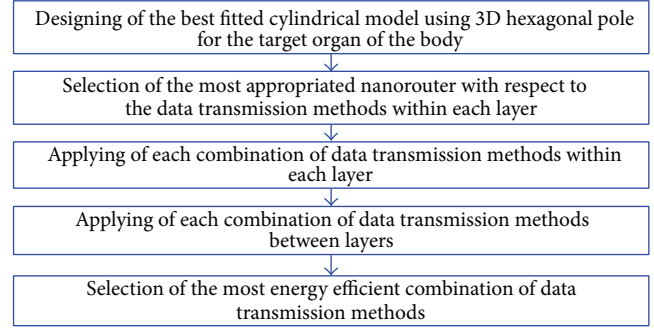 Designing of the best fitted cylindrical model using 3D hexagonal pole
for the target organ of the body
Selection of the most appropriated nanorouter with respect to
the data transmission methods within each layer
Applying of each combination of data transmission methods within
each layer
Applying of each combination of data transmission methods
between layers
Selection of the most energy efficient combination of data
transmission methods